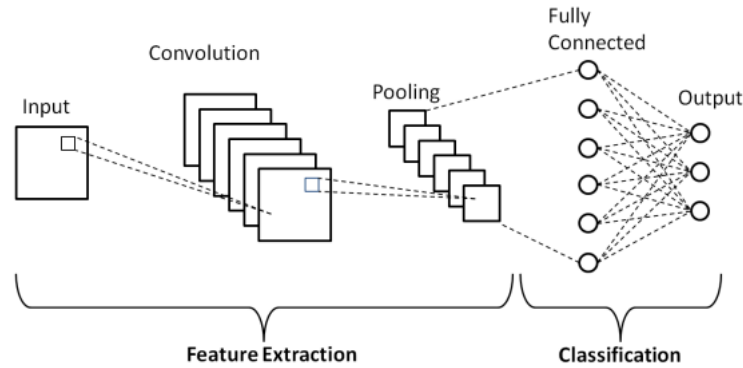 Fully
Connected
Convolution
Pooling
Output
Input
Feature Extraction
Classification